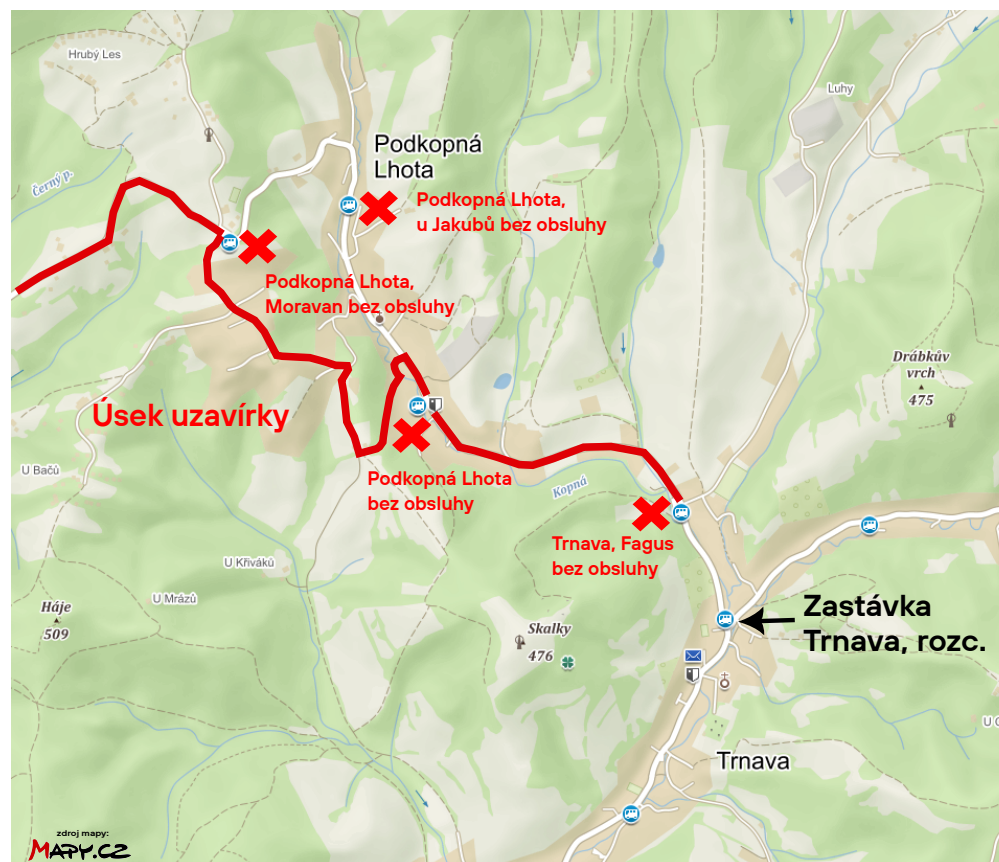 Hrubý Les
Luhy
Podkopná
Lhota
Černý p.
Podkopná Lhota,
u Jakubů bez obsluhy
Podkopná Lhota,
Moravan bez obsluhy
Drábkův
vrch
475
Úsek uzavírky
U Bačů
Podkopná Lhota
bez obsluhy
Kopná
Trnava, Fagus
bez obsluhy
U Křiváků
U Mrázů
Háje
509
Skalky
476
Zastávka
Trnava, rozc.
Trnava
zdroj mapy:
MAPY.CZ